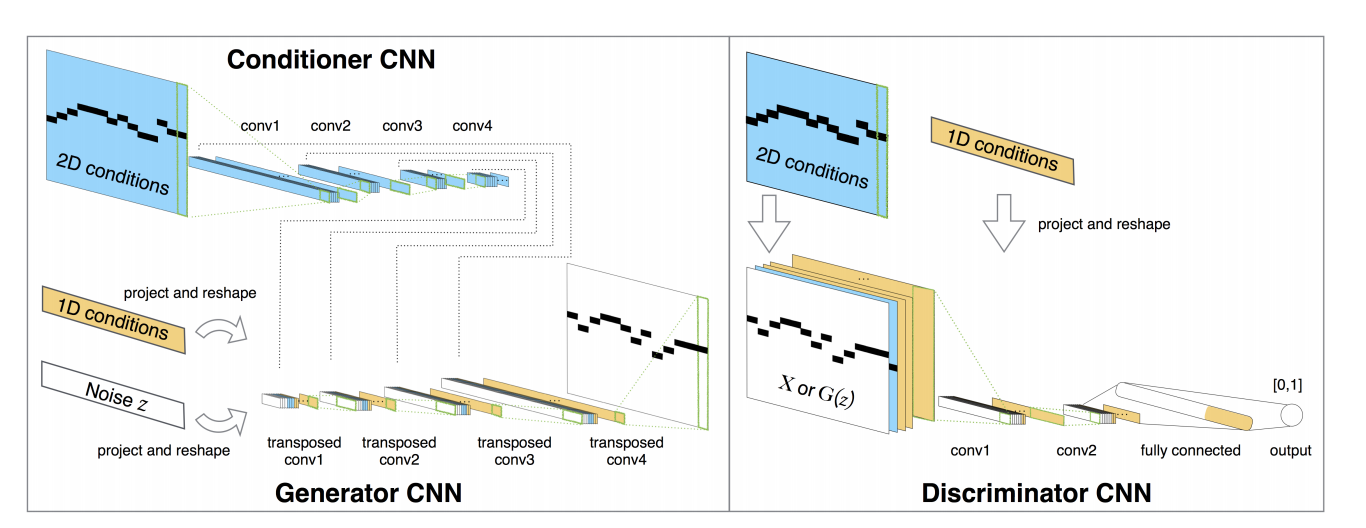 Conditioner CNN
2D conditions
conv1
conv2
conv3
conv4
...
...
...
...
1D conditions
project and reshape
Noise z
project and reshape
...
...
...
...
transposed
conv1
transposed
conv2
transposed
conv3
transposed
conv4
Generator CNN
2D conditions
1D conditions
project and reshape
...
X or G(z)
...
...
[0,1]
conv1
conv2
fully connected
output
Discriminator CNN